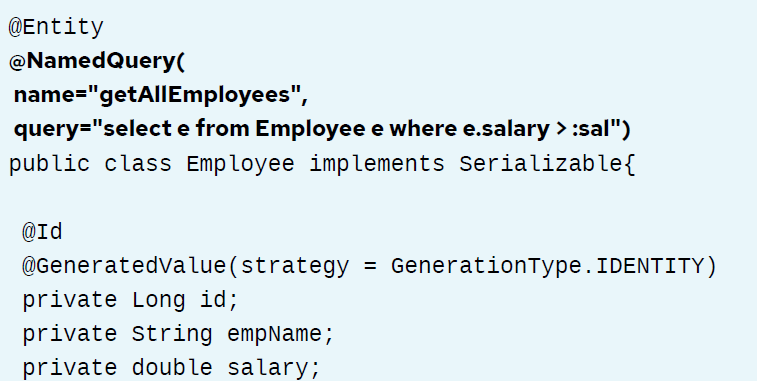 @Entity
@NamedQuery(
name="getAllEmployees",
query="select e from Employee e where e.salary > :sal")
public class Employee implements Serializable{
@Id
@GeneratedValue(strategy = GenerationType.IDENTITY)
private Long id;
private String empName;
private double salary;